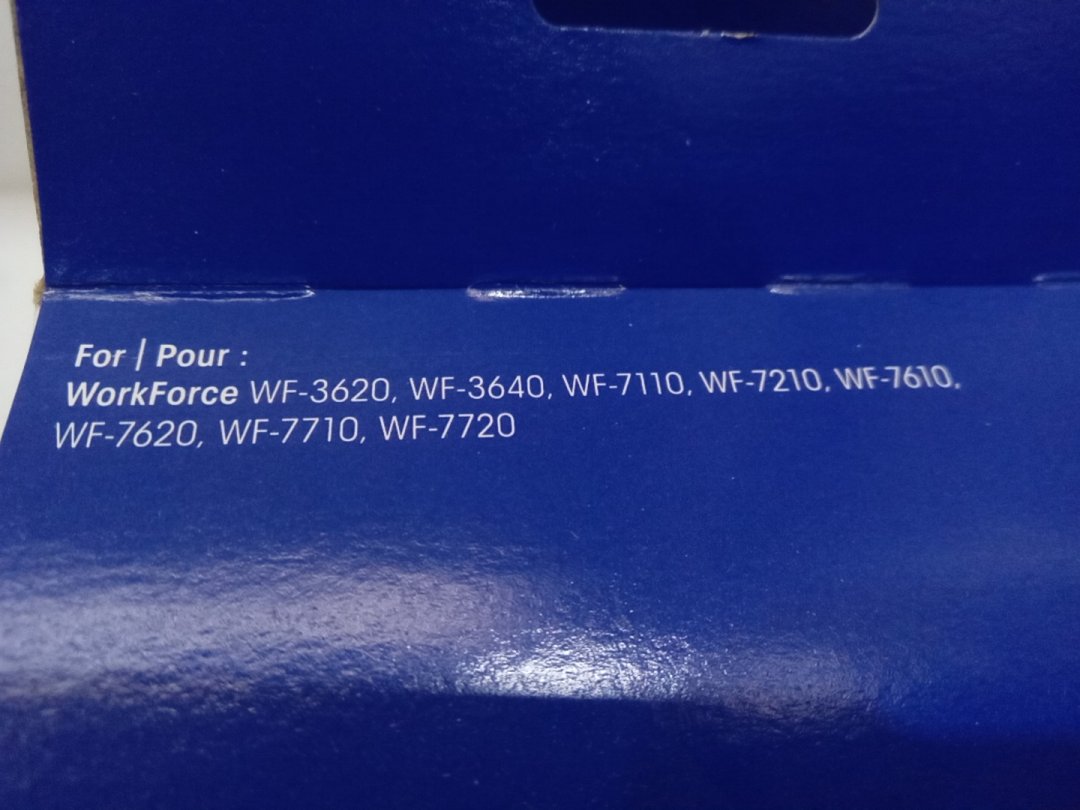 For | Pour :
WorkForce WF-3620, WF-3640, WF-7110, WF-7210, WF-7610,
WF-7620, WF-7710, WF-7720